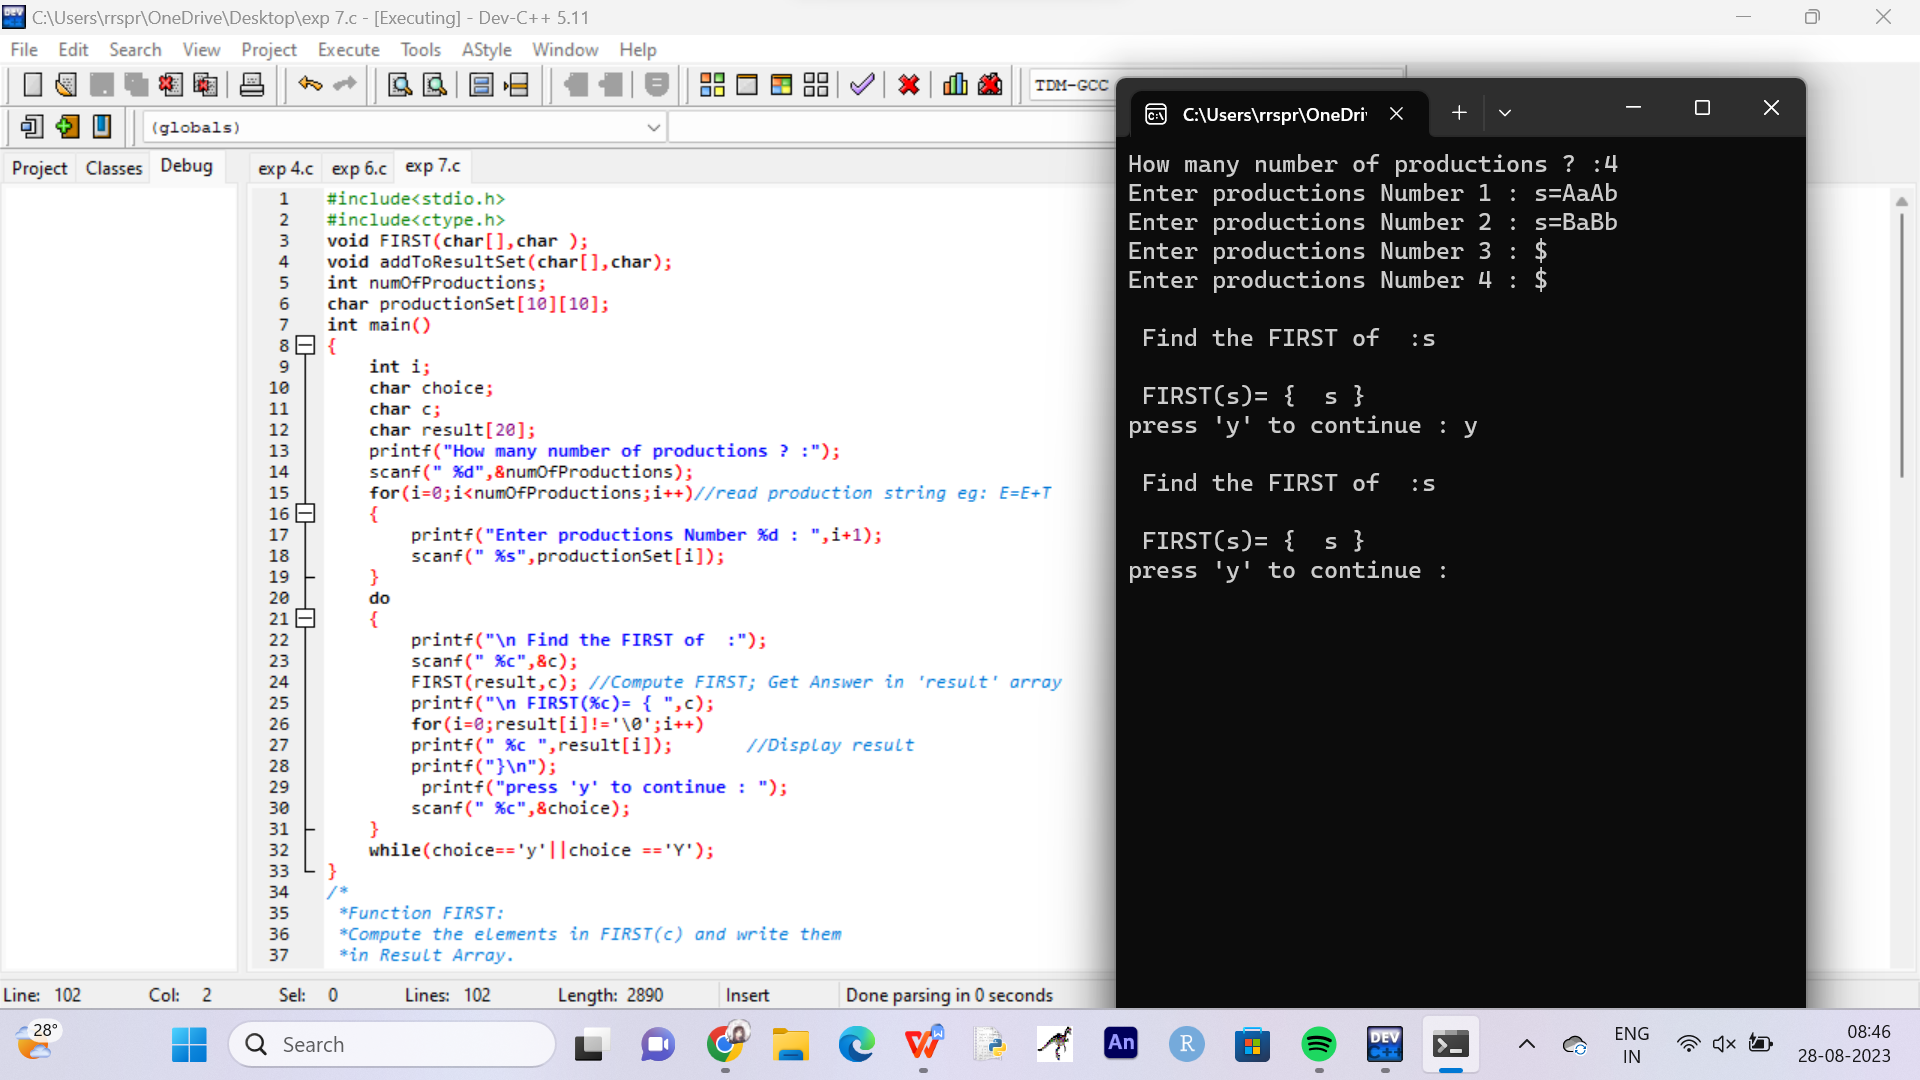 C:\Users\rrspr\OneDrive\Desktop\exp 7.c - [Executing] - Dev-C++ 5.11
File Edit Search View Project Execute Tools AStyle Window Help
TDM-GCC
(globals)
Project Classes Debug
exp 4.c exp 6.c exp 7.c
1 #include<stdio.h>
2 #include<ctype.h>
3 void FIRST(char[],char );
4 void addToResultSet(char[],char);
5 int numOfProductions;
6 char productionSet[10][10];
7 int main()
8 {
9 int i;
10 char choice;
11 char c;
12 char result[20];
13 printf("How many number of productions ? :");
14 scanf(" %d",&numOfProductions);
15 for(i=0;i<numOfProductions;i++)//read production string eg: E=E+T
16 {
17 printf("Enter productions Number %d : ",i+1);
18 scanf(" %s",productionSet[i]);
19 }
20 do
21 {
22 printf("\n Find the FIRST of  :");
23 scanf(" %c",&c);
24 FIRST(result,c); //Compute FIRST; Get Answer in 'result' array
25 printf("\n FIRST(%c)= { ",c);
26 for(i=0;result[i]!='\0';i++)
27 printf(" %c ",result[i]);       //Display result
28 printf("}\n");
29 printf("press 'y' to continue : ");
30 scanf(" %c",&choice);
31 }
32 while(choice=='y'||choice =='Y');
33 }
34 /*
35 *Function FIRST:
36 *Compute the elements in FIRST(c) and write them
37 *in Result Array.
Line: 102 Col: 2 Sel: 0 Lines: 102 Length: 2890 Insert Done parsing in 0 seconds
C:\Users\rrspr\OneDri
How many number of productions ? :4
Enter productions Number 1 : s=AaAb
Enter productions Number 2 : s=BaBb
Enter productions Number 3 : $
Enter productions Number 4 : $
Find the FIRST of  :s
FIRST(s)= {  s }
press 'y' to continue : y
Find the FIRST of  :s
FIRST(s)= {  s }
press 'y' to continue :
28°
Search
An
R
DEV
C++
ENG
IN
08:46
28-08-2023